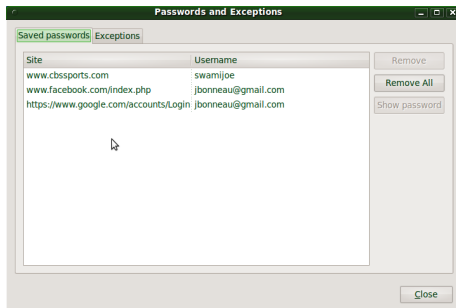 Passwords and Exceptions
Saved passwords Exceptions
Site Username Remove
www.cbssports.com swamijoe
www.facebook.com/index.php jbonneau@gmail.com Remove All
https://www.google.com/accounts/Login jbonneau@gmail.com Show password
Close